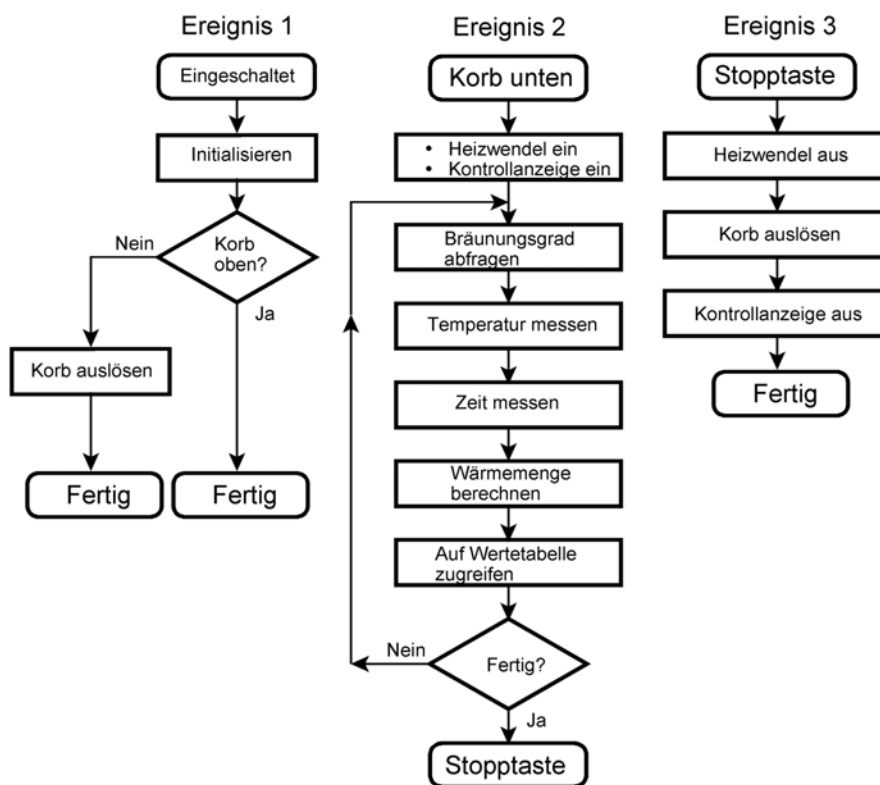 Ereignis 1
Eingeschaltet
Initialisieren
Korb
oben?
Nein
Ja
Korb auslösen
Fertig
Fertig
Ereignis 2
Korb unten
• Heizwendel ein
• Kontrollanzeige ein
Bräunungsgrad
abfragen
Temperatur messen
Zeit messen
Wärmemenge
berechnen
Auf Wertetabelle
zugreifen
Fertig?
Nein
Ja
Stopptaste
Ereignis 3
Stopptaste
Heizwendel aus
Korb auslösen
Kontrollanzeige aus
Fertig